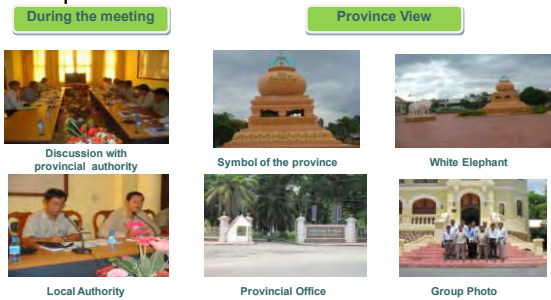 During the meeting
Province View
Discussion with
provincial authority
Symbol of the province
White Elephant
Local Authority
Provincial Office
Group Photo